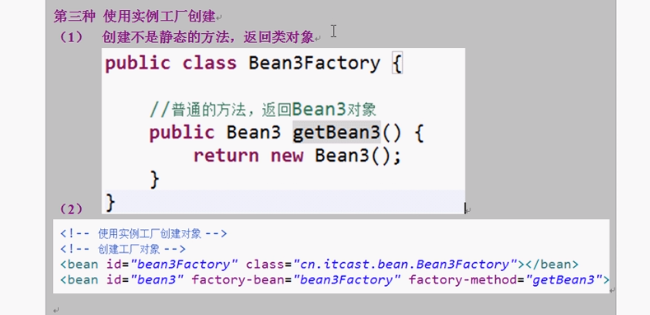 第三种 使用实例工厂创建
（1） 创建不是静态的方法，返回类对象
public class Bean3Factory {
//普通的方法，返回Bean3对象
public Bean3 getBean3() {
return new Bean3();
}
}
（2）
<!-- 使用实例工厂创建对象 -->
<!-- 创建工厂对象 -->
<bean id="bean3Factory" class="cn.itcast.bean.Bean3Factory"></bean>
<bean id="bean3" factory-bean="bean3Factory" factory-method="getBean3">